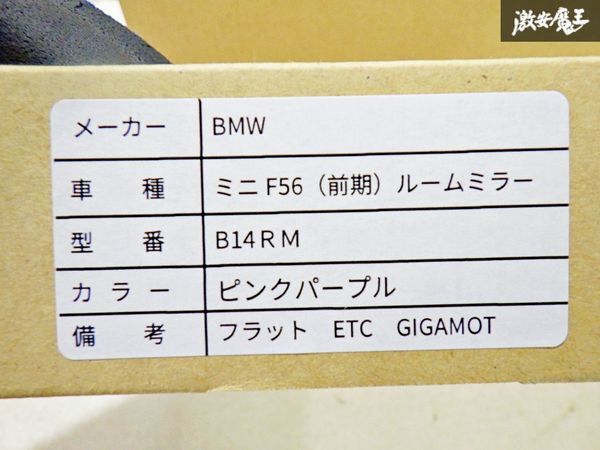 激安魔王
メーカー BMW
車 種 ミニ F56（前期）ルームミラー
型 番 B14ＲＭ
カ ラ ー ピンクパープル
備 考 フラット ETC GIGAMOT